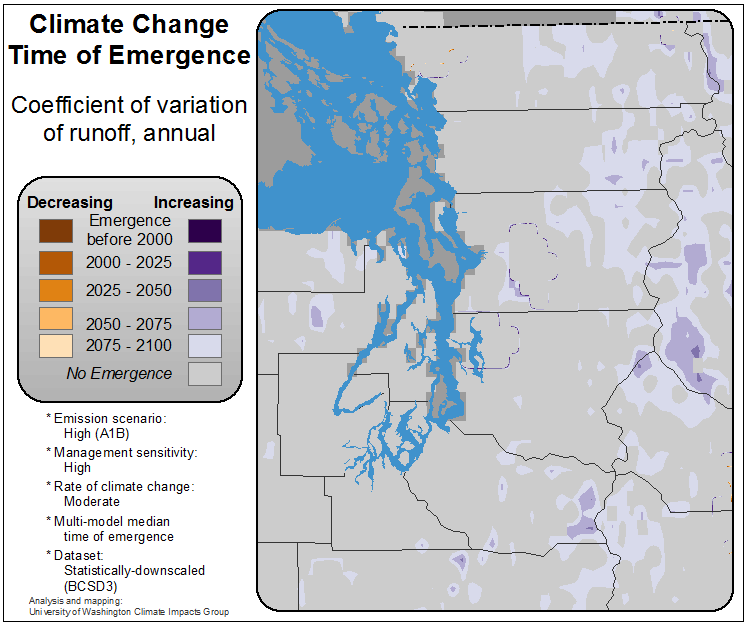 Climate Change
Time of Emergence
Coefficient of variation
of runoff, annual
Decreasing Increasing
Emergence
before 2000
2000 - 2025
2025 - 2050
2050 - 2075
2075 - 2100
No Emergence
* Emission scenario:
High (A1B)
* Management sensitivity:
High
* Rate of climate change:
Moderate
* Multi-model median
time of emergence
* Dataset:
Statistically-downscaled
(BCSD3)
Analysis and mapping:
University of Washington Climate Impacts Group